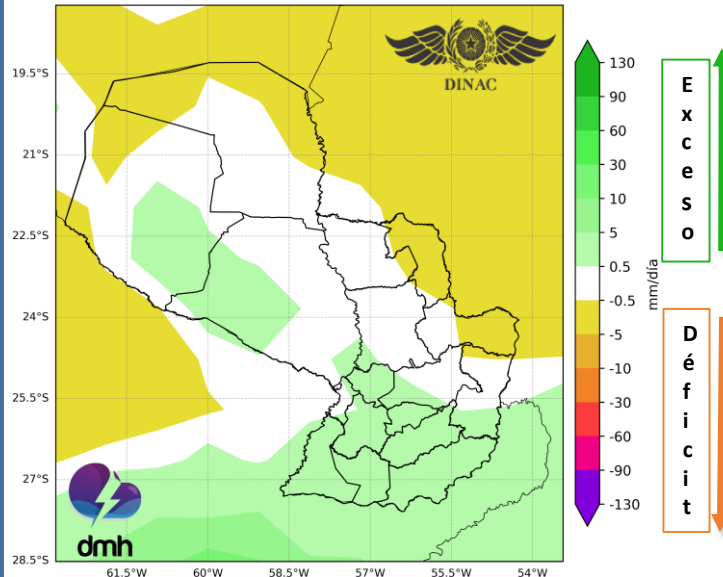 DINAC
dmh
19.5°S
21°S
22.5°S
24°S
25.5°S
27°S
28.5°S
61.5°W
60°W
58.5°W
57°W
55.5°W
54°W
130
90
60
30
10
5
0.5
-0.5
-5
-10
-30
-60
-90
-130
mm/día
E
x
c
e
s
o
D
é
f
i
c
i
t